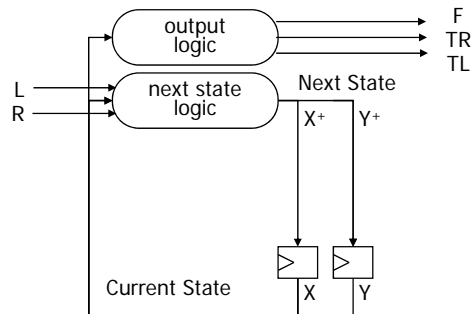 output
logic
F
TR
TL
L
R
next state
logic
Next State
X+
Y+
Current State
X
Y